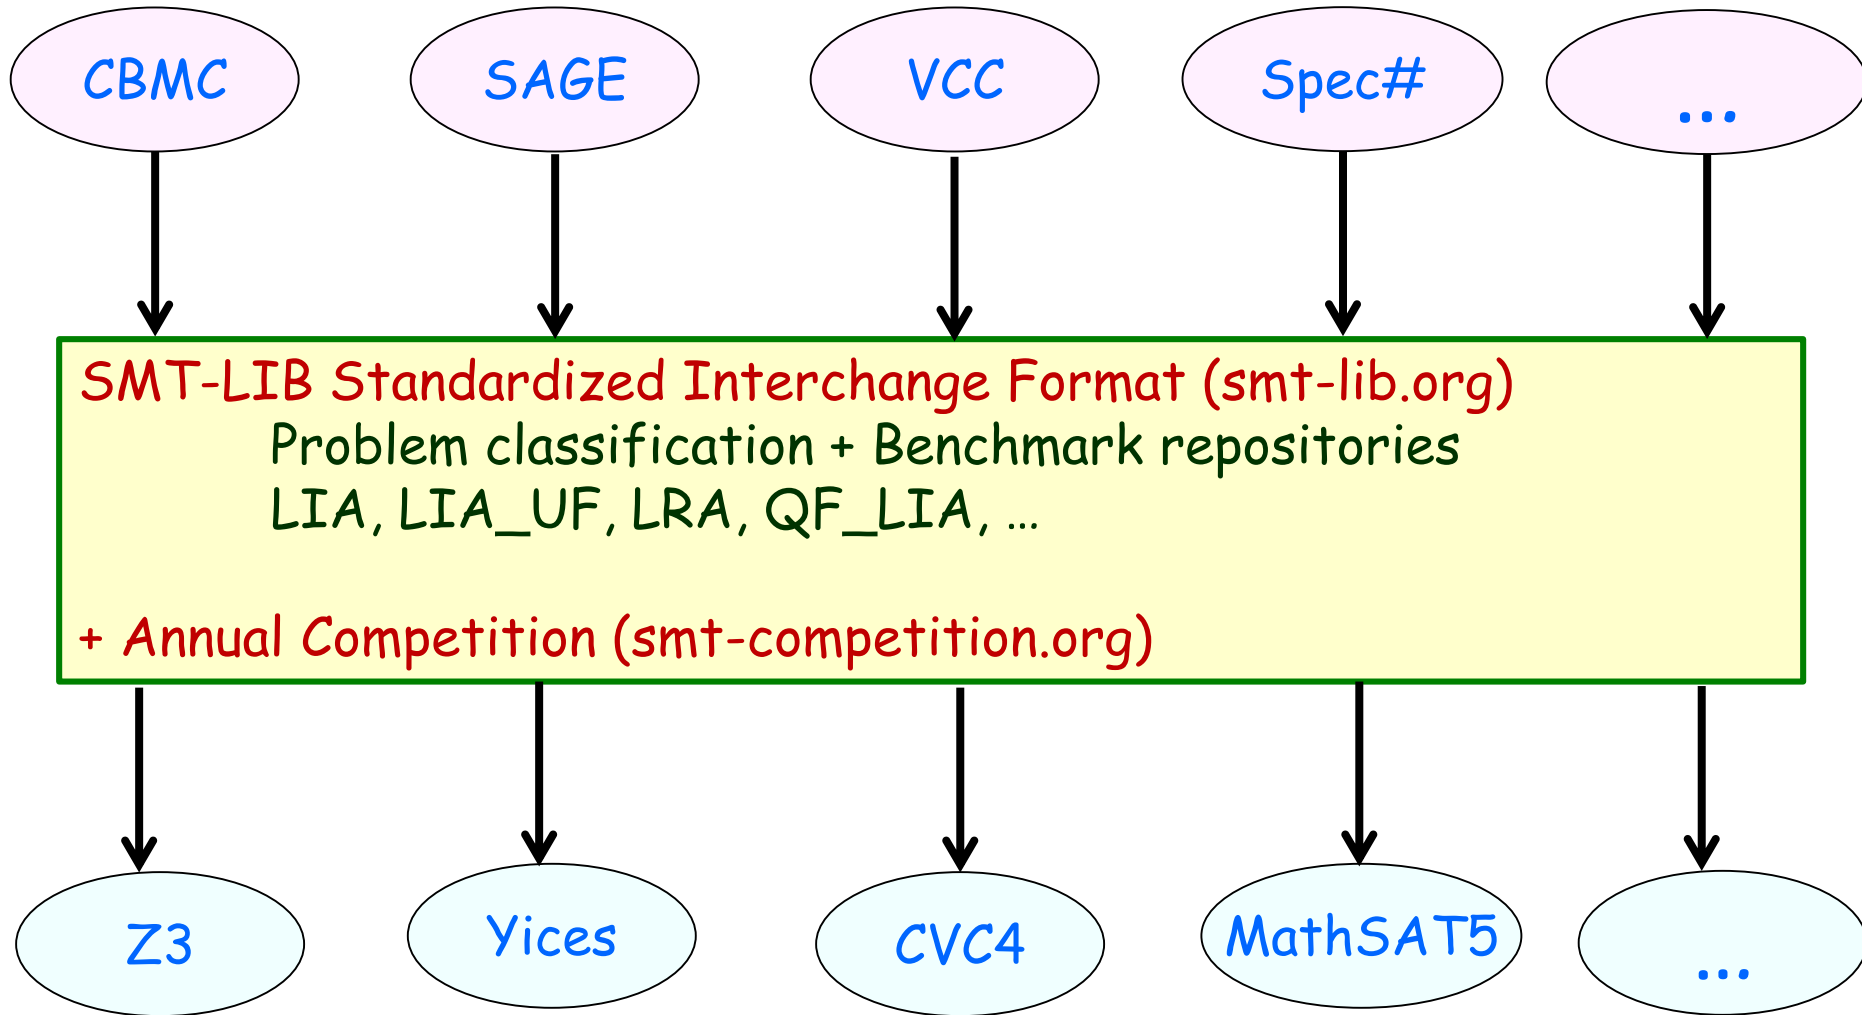 CBMC
SAGE
VCC
Spec#
...
SMT-LIB Standardized Interchange Format (smt-lib.org)
Problem classification + Benchmark repositories
LIA, LIA_UF, LRA, QF_LIA, ...
+ Annual Competition (smt-competition.org)
Z3
Yices
CVC4
MathSAT5
...